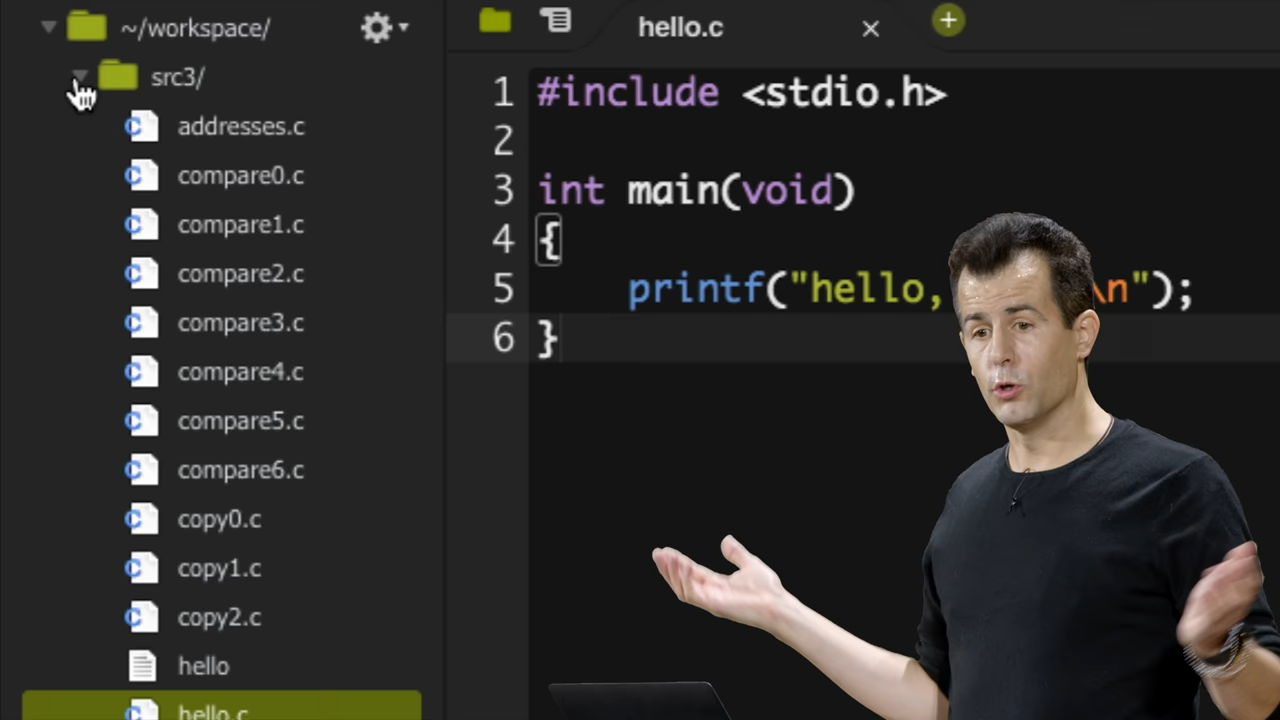 ~/workspace/
src3/
addresses.c
compare0.c
compare1.c
compare2.c
compare3.c
compare4.c
compare5.c
compare6.c
copy0.c
copy1.c
copy2.c
hello
hello.c
hello.c
1 #include <stdio.h>
2
3 int main(void)
4 {
5 printf("hello, \n");
6 }